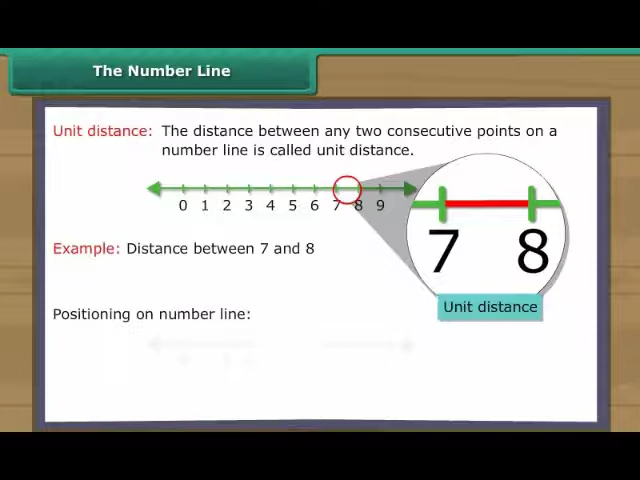 The Number Line
Unit distance: The distance between any two consecutive points on a
number line is called unit distance.
0 1 2 3 4 5 6 7 8 9
7 8
Example: Distance between 7 and 8
Unit distance
Positioning on number line: